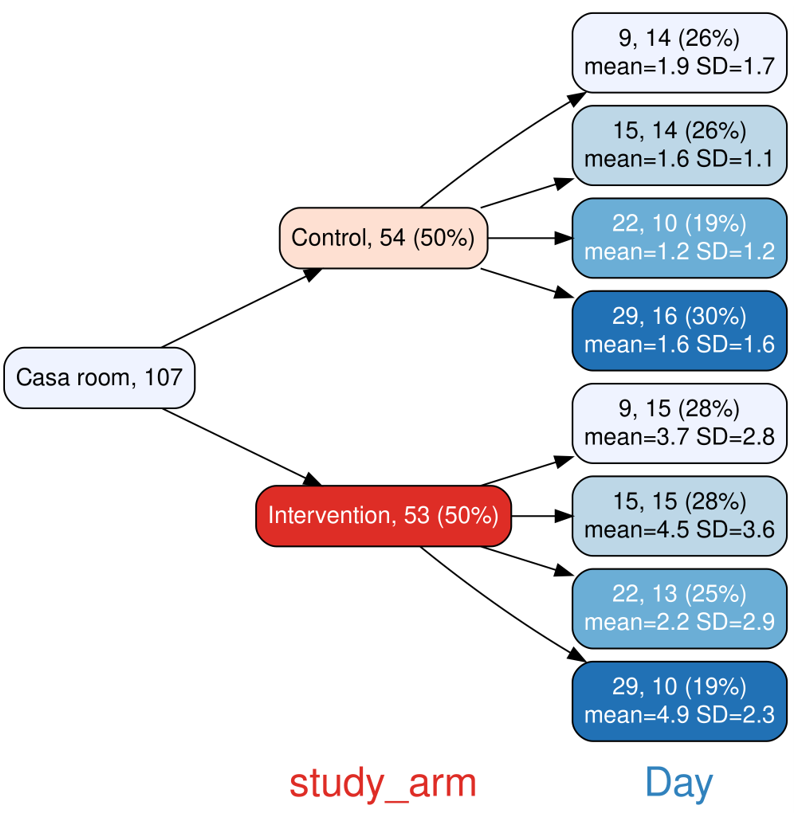 Casa room, 107
Control, 54 (50%)
9, 14 (26%)
mean=1.9 SD=1.7
15, 14 (26%)
mean=1.6 SD=1.1
22, 10 (19%)
mean=1.2 SD=1.2
29, 16 (30%)
mean=1.6 SD=1.6
Intervention, 53 (50%)
9, 15 (28%)
mean=3.7 SD=2.8
15, 15 (28%)
mean=4.5 SD=3.6
22, 13 (25%)
mean=2.2 SD=2.9
29, 10 (19%)
mean=4.9 SD=2.3
study_arm
Day